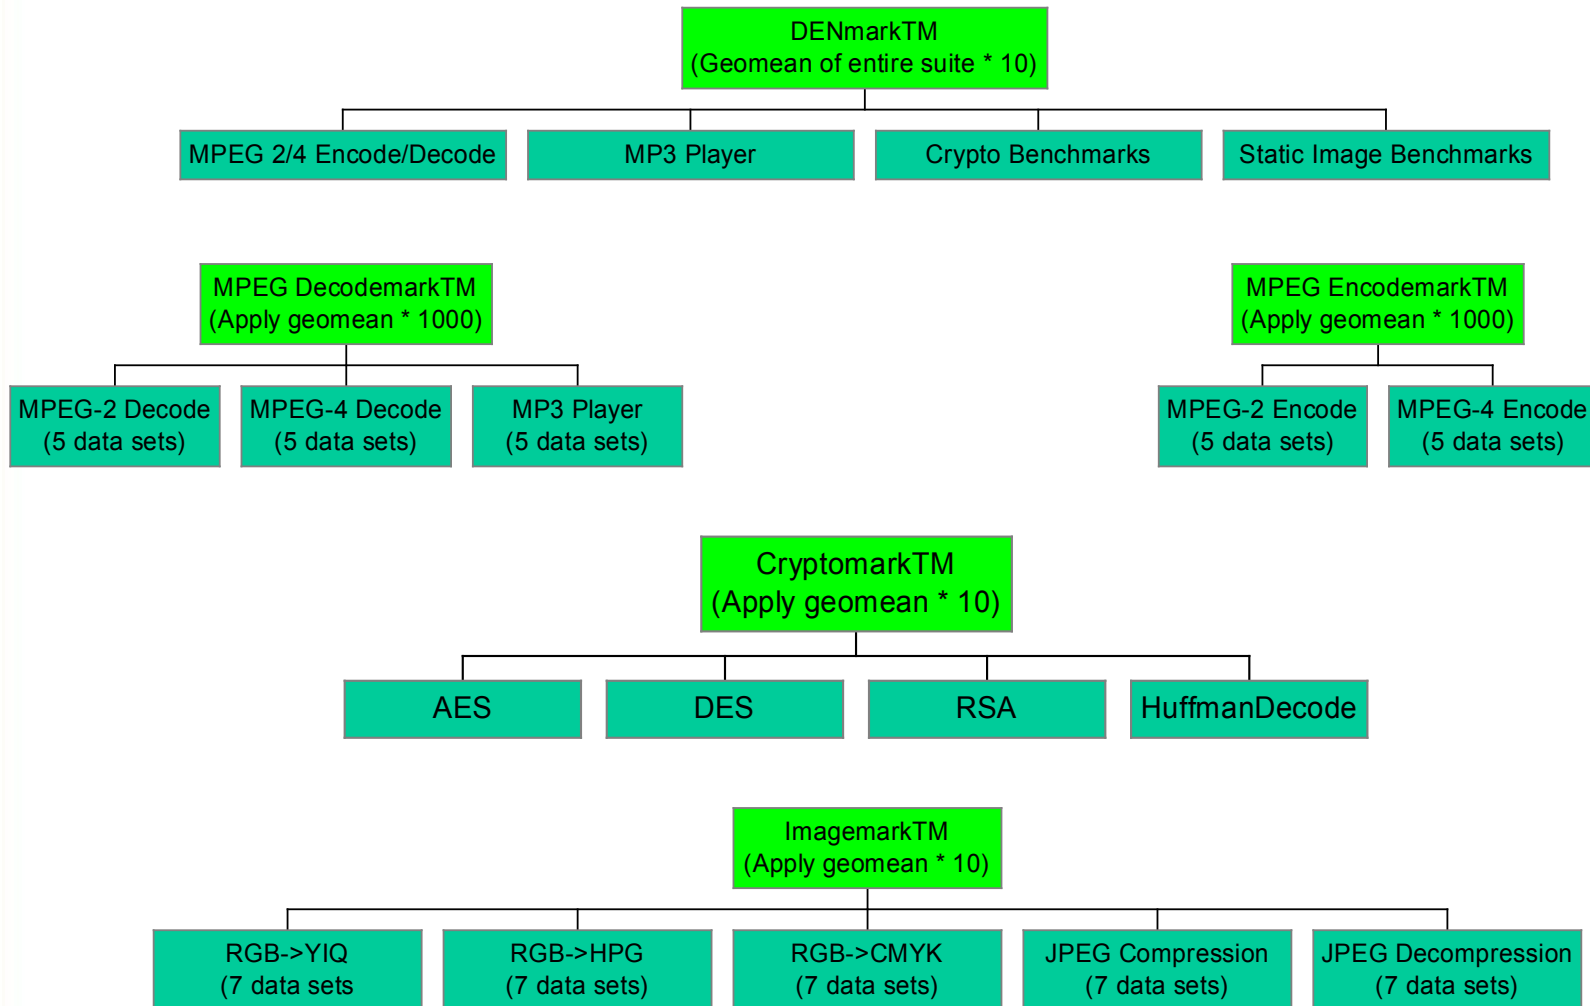 DENmarkTM
(Geomean of entire suite * 10)
MPEG 2/4 Encode/Decode
MP3 Player
Crypto Benchmarks
Static Image Benchmarks
MPEG DecodemarkTM
(Apply geomean * 1000)
MPEG-2 Decode
(5 data sets)
MPEG-4 Decode
(5 data sets)
MP3 Player
(5 data sets)
MPEG EncodemarkTM
(Apply geomean * 1000)
MPEG-2 Encode
(5 data sets)
MPEG-4 Encode
(5 data sets)
CryptomarkTM
(Apply geomean * 10)
AES
DES
RSA
HuffmanDecode
ImagemarkTM
(Apply geomean * 10)
RGB->YIQ
(7 data sets
RGB->HPG
(7 data sets)
RGB->CMYK
(7 data sets)
JPEG Compression
(7 data sets)
JPEG Decompression
(7 data sets)